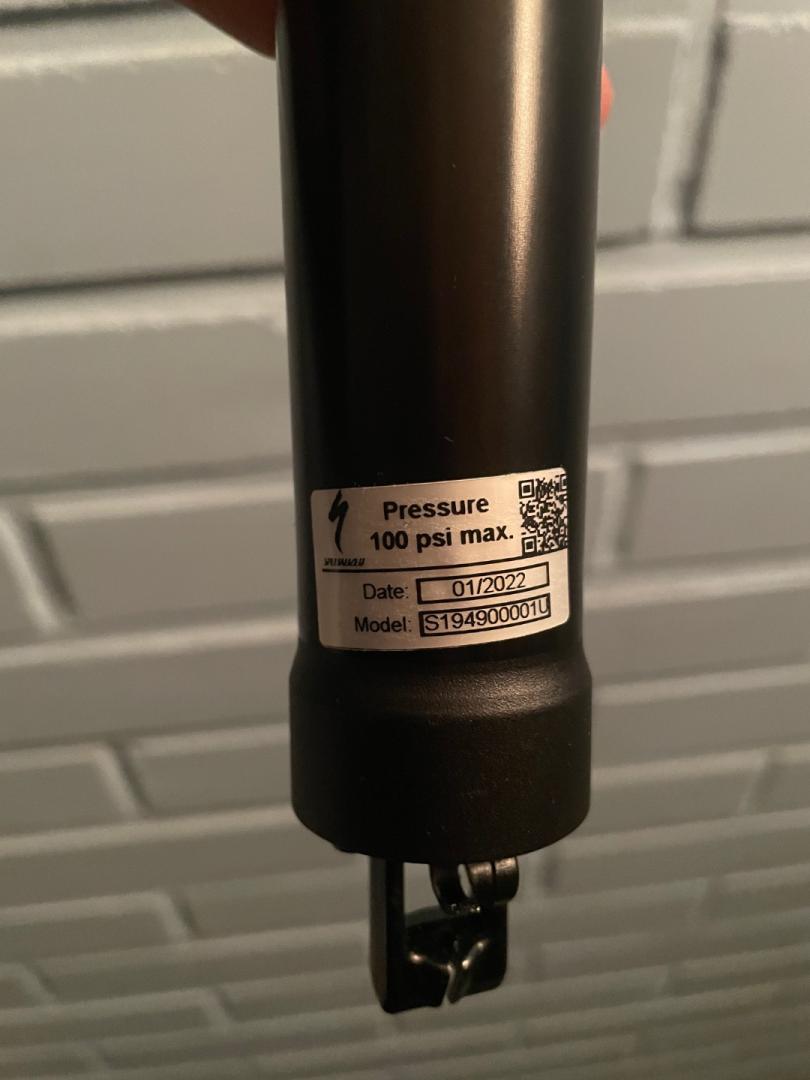 Pressure
100 psi max.
Date: 01/2022
Model: S194900001U